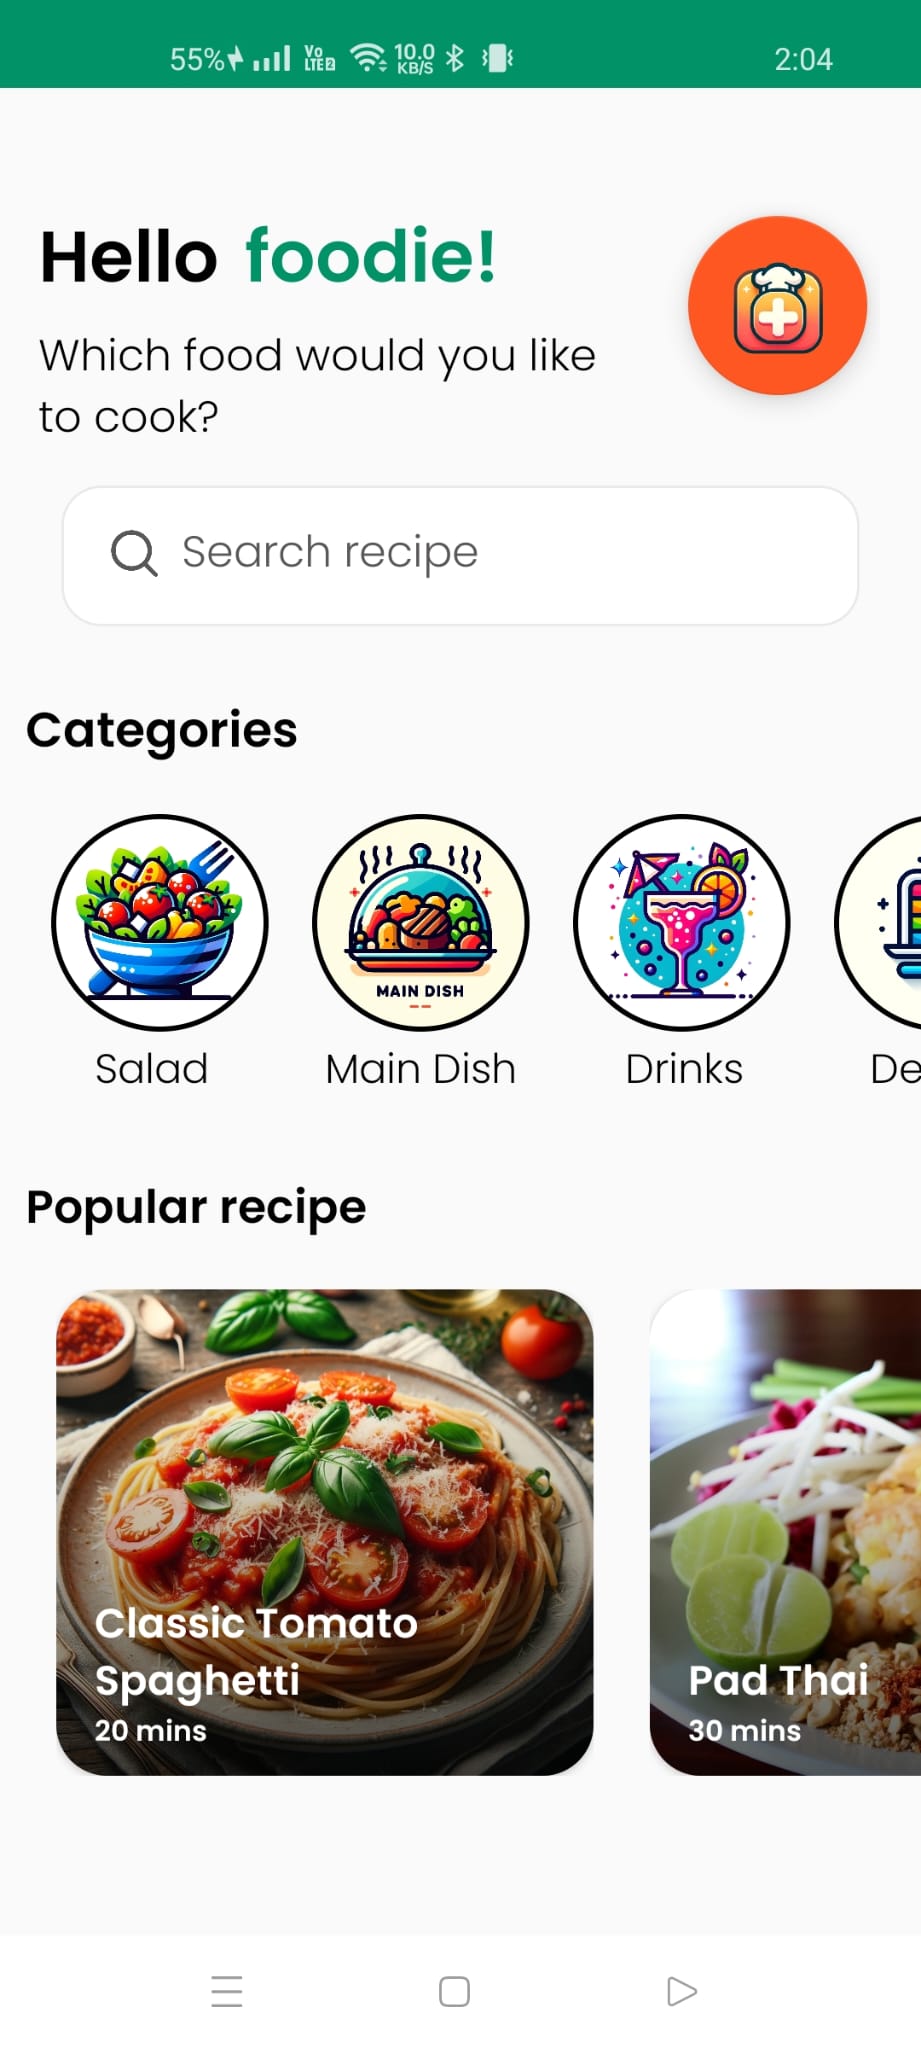 55%
Vo
LTE2
10.0
KB/S
2:04
Hello foodie!
Which food would you like
to cook?
Search recipe
Categories
MAIN DISH
Salad
Main Dish
Drinks
De
Popular recipe
Classic Tomato
Spaghetti
20 mins
Pad Thai
30 mins